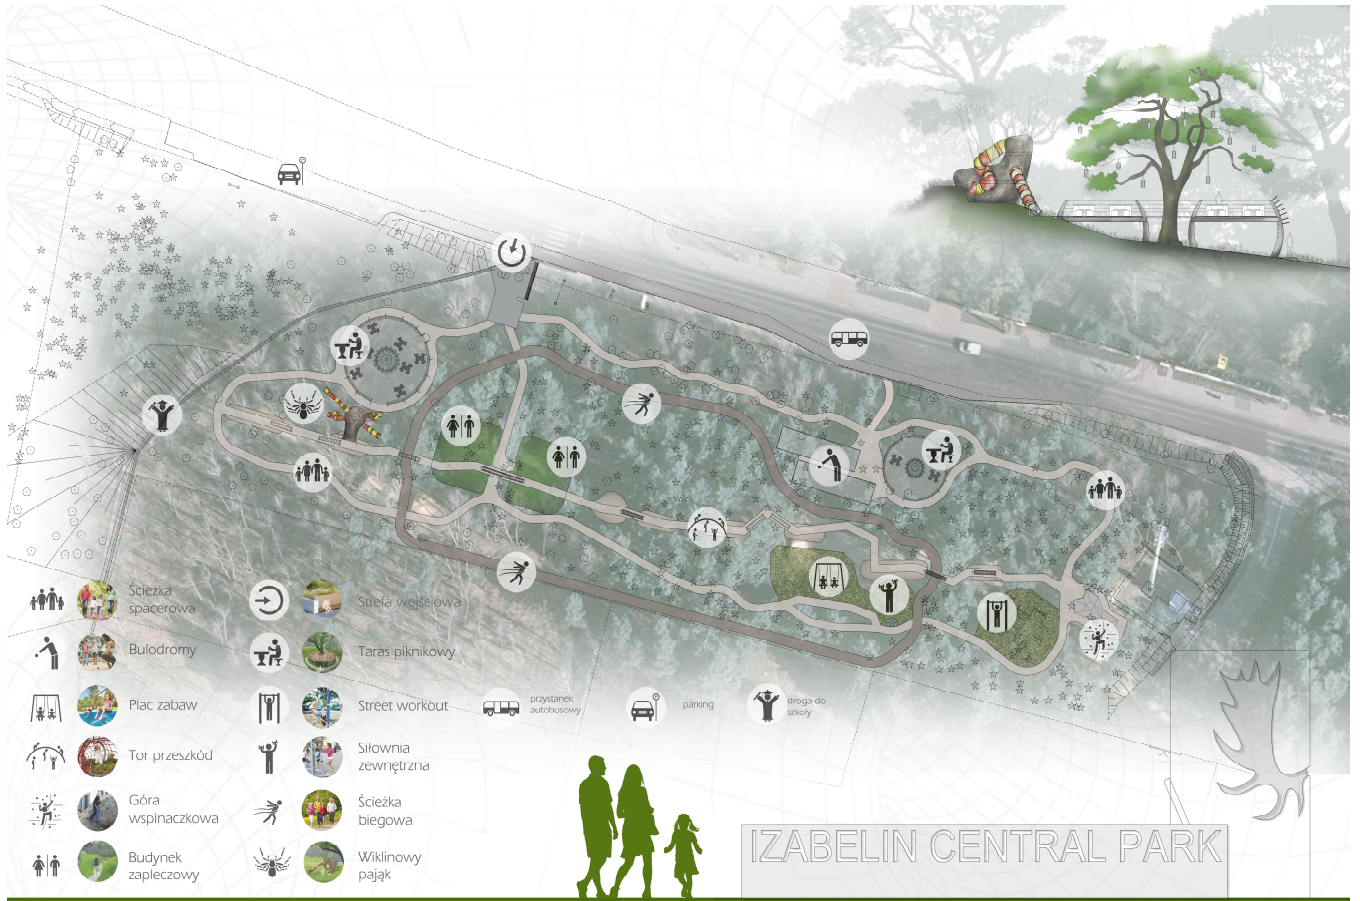 Ścieżka
spacerowa
Strefa wejściowa
Bulodromy
Taras piknikowy
Plac zabaw
Street workout
przystanek
autobusowy
parking
droga do
szkoły
Tor przeszkód
Siłownia
zewnętrzna
Góra
wspinaczkowa
Ścieżka
biegowa
Budynek
zapleczowy
Wiklinowy
pająk
IZABELIN CENTRAL PARK